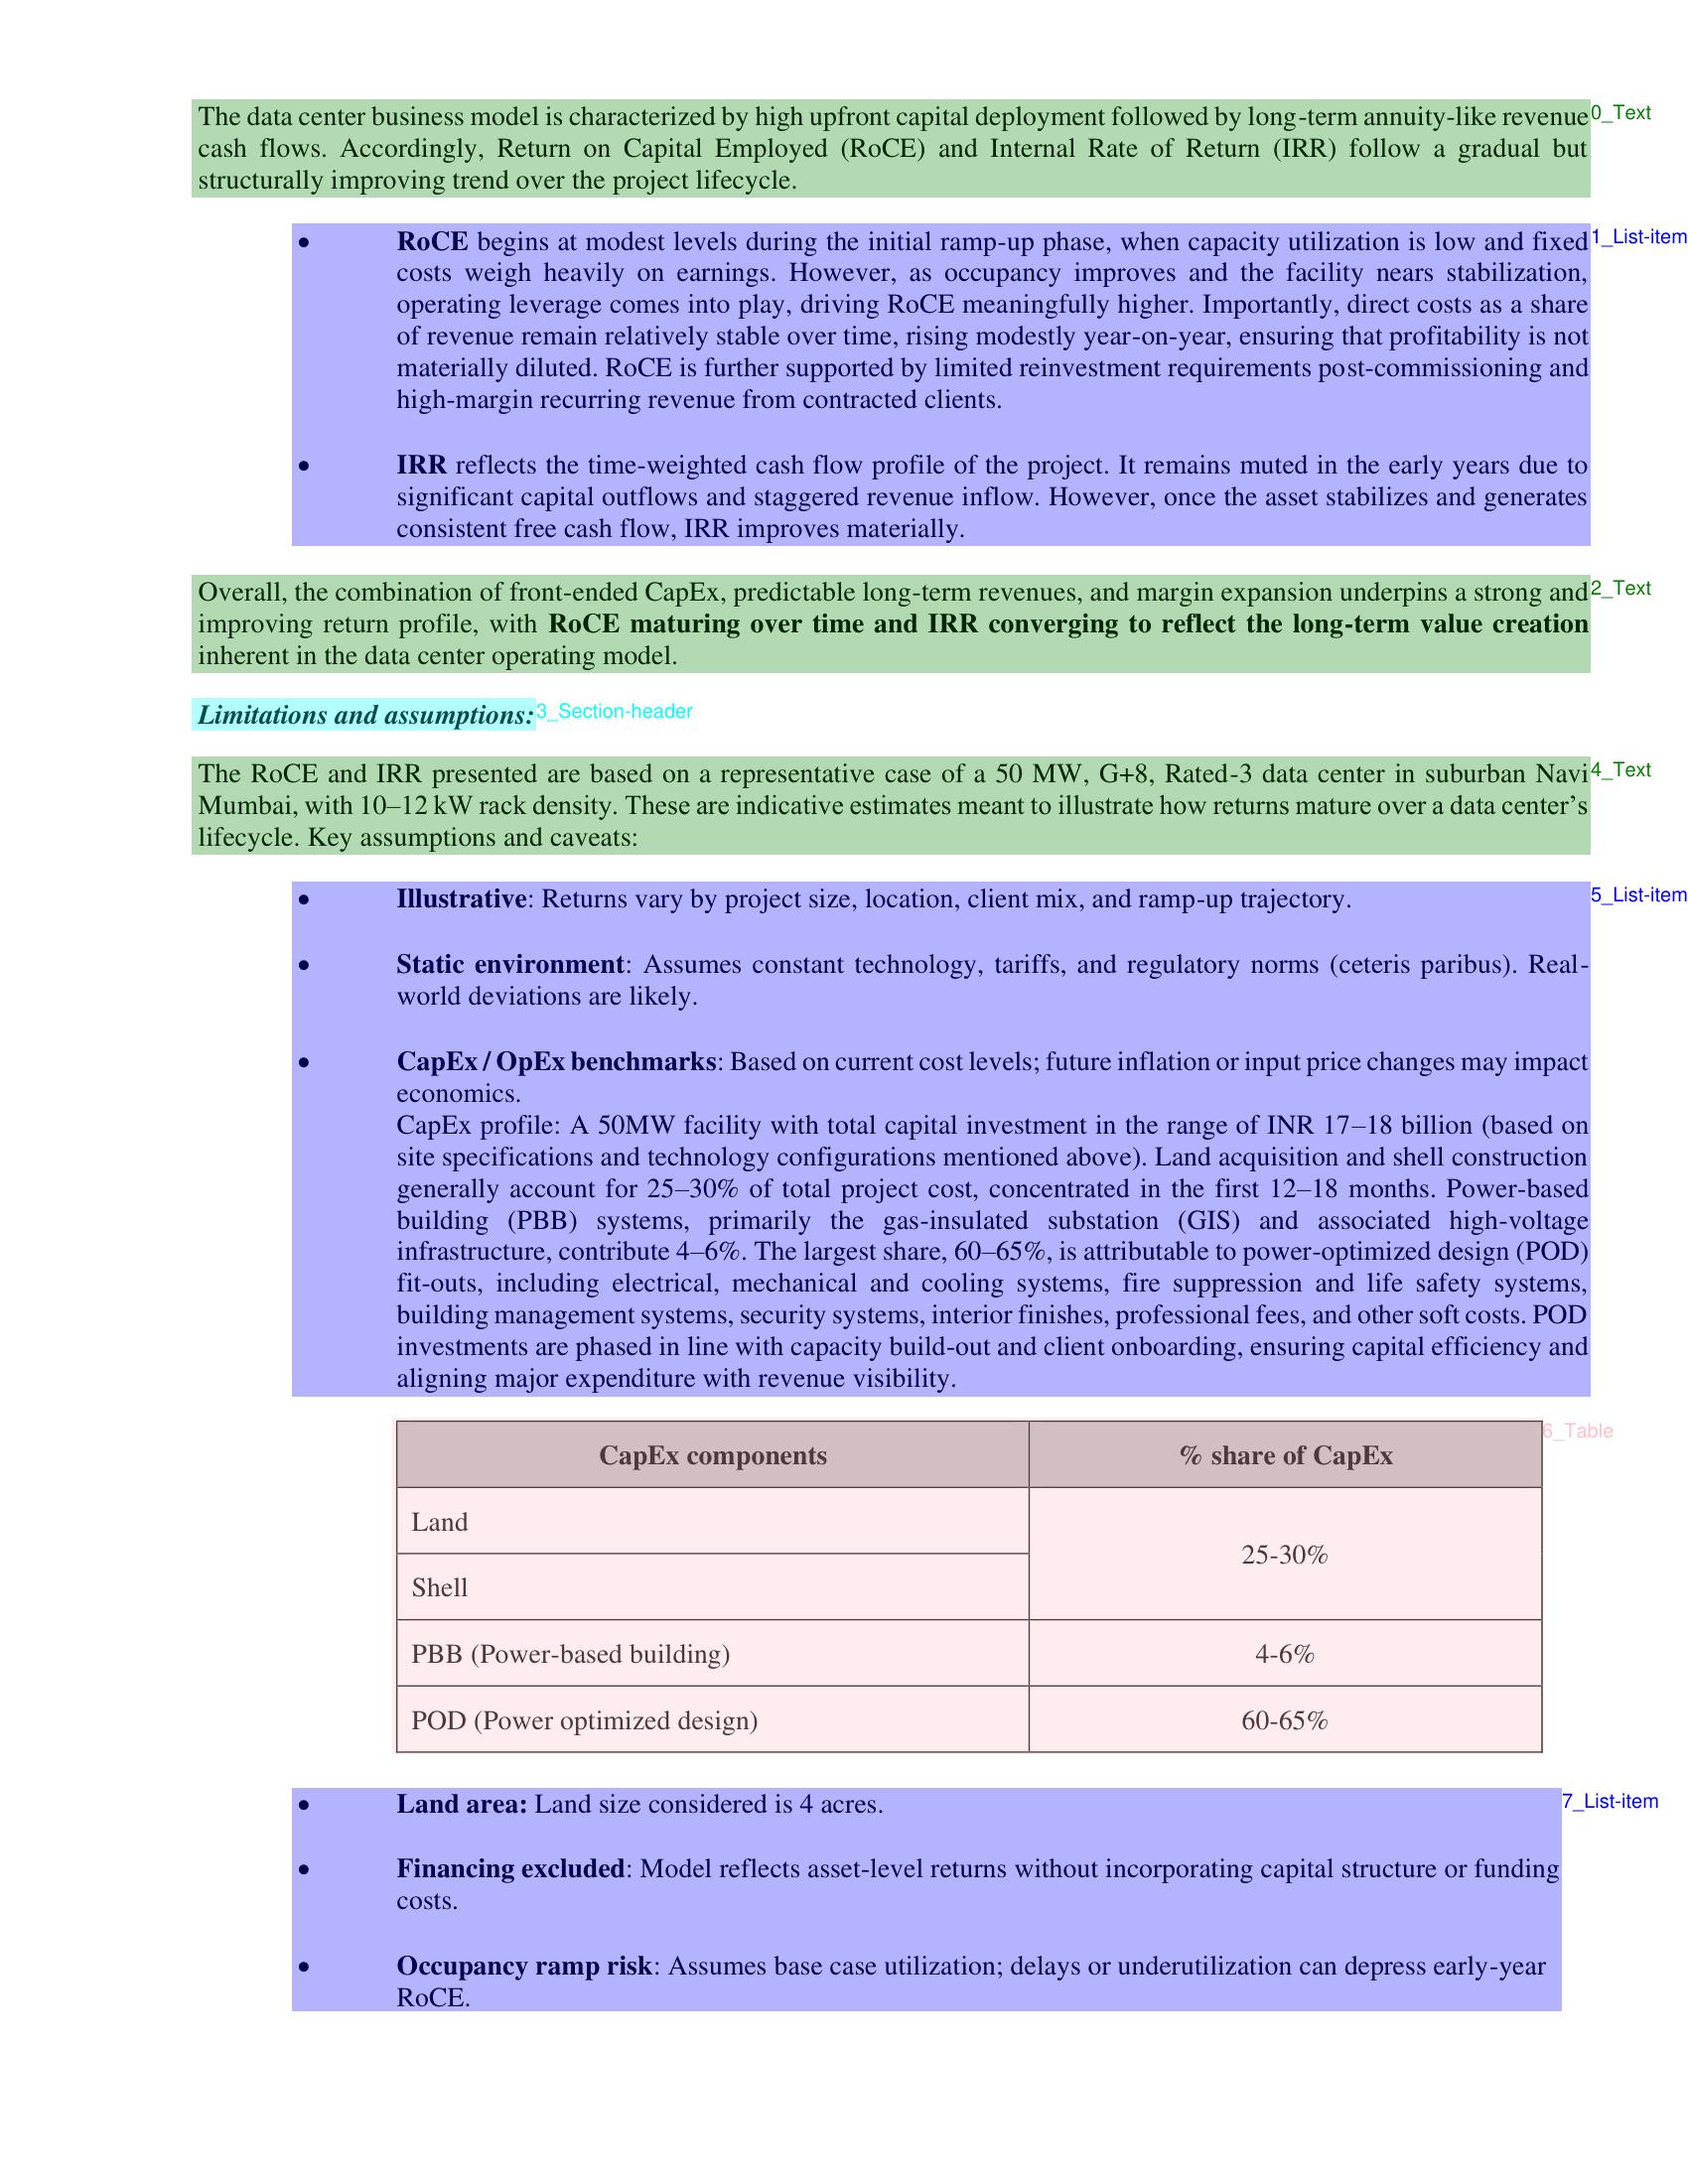 The data center business model is characterized by high upfront capital deployment followed by long-term annuity-like revenue
0_Text
cash flows. Accordingly, Return on Capital Employed (RoCE) and Internal Rate of Return (IRR) follow a gradual but
structurally improving trend over the project lifecycle.
• RoCE begins at modest levels during the initial ramp-up phase, when capacity utilization is low and fixed
1_List-item
costs weigh heavily on earnings. However, as occupancy improves and the facility nears stabilization,
operating leverage comes into play, driving RoCE meaningfully higher. Importantly, direct costs as a share
of revenue remain relatively stable over time, rising modestly year-on-year, ensuring that profitability is not
materially diluted. RoCE is further supported by limited reinvestment requirements post-commissioning and
high-margin recurring revenue from contracted clients.
• IRR reflects the time-weighted cash flow profile of the project. It remains muted in the early years due to
significant capital outflows and staggered revenue inflow. However, once the asset stabilizes and generates
consistent free cash flow, IRR improves materially.
Overall, the combination of front-ended CapEx, predictable long-term revenues, and margin expansion underpins a strong and
2_Text
improving return profile, with RoCE maturing over time and IRR converging to reflect the long-term value creation
inherent in the data center operating model.
Limitations and assumptions:
3_Section-header
The RoCE and IRR presented are based on a representative case of a 50 MW, G+8, Rated-3 data center in suburban Navi
4_Text
Mumbai, with 10–12 kW rack density. These are indicative estimates meant to illustrate how returns mature over a data center’s
lifecycle. Key assumptions and caveats:
• Illustrative: Returns vary by project size, location, client mix, and ramp-up trajectory.
5_List-item
• Static environment: Assumes constant technology, tariffs, and regulatory norms (ceteris paribus). Real-
world deviations are likely.
• CapEx / OpEx benchmarks: Based on current cost levels; future inflation or input price changes may impact
economics.
CapEx profile: A 50MW facility with total capital investment in the range of INR 17–18 billion (based on
site specifications and technology configurations mentioned above). Land acquisition and shell construction
generally account for 25–30% of total project cost, concentrated in the first 12–18 months. Power-based
building (PBB) systems, primarily the gas-insulated substation (GIS) and associated high-voltage
infrastructure, contribute 4–6%. The largest share, 60–65%, is attributable to power-optimized design (POD)
fit-outs, including electrical, mechanical and cooling systems, fire suppression and life safety systems,
building management systems, security systems, interior finishes, professional fees, and other soft costs. POD
investments are phased in line with capacity build-out and client onboarding, ensuring capital efficiency and
aligning major expenditure with revenue visibility.
6_Table
CapEx components % share of CapEx
Land
25-30%
Shell
PBB (Power-based building) 4-6%
POD (Power optimized design) 60-65%
• Land area: Land size considered is 4 acres.
7_List-item
• Financing excluded: Model reflects asset-level returns without incorporating capital structure or funding
costs.
• Occupancy ramp risk: Assumes base case utilization; delays or underutilization can depress early-year
RoCE.